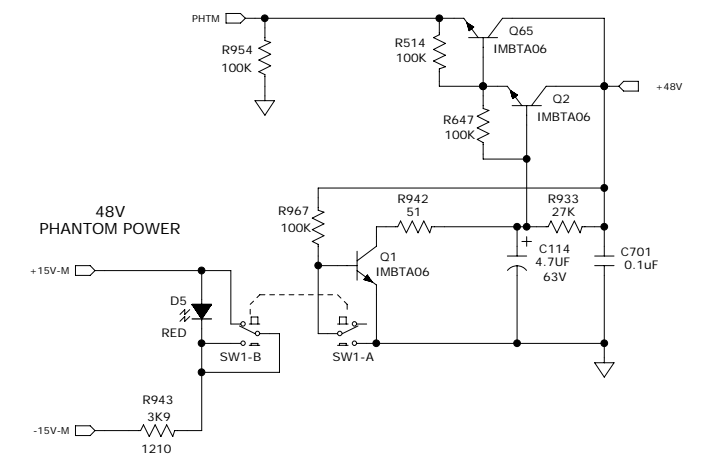 PHTM
R954
100K
R514
100K
Q65
IMBTA06
Q2
IMBTA06
+48V
R647
100K
48V
PHANTOM POWER
R967
100K
R942
51
R933
27K
Q1
IMBTA06
+
C114
4.7UF
63V
C701
0.1uF
+15V-M
D5
RED
SW1-B
SW1-A
R943
3K9
1210
-15V-M